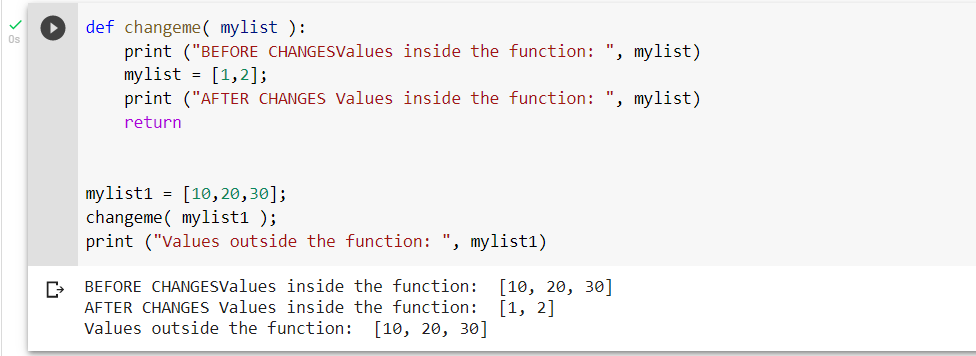 0s
def changeme( mylist ):
    print ("BEFORE CHANGESValues inside the function: ", mylist)
    mylist = [1,2];
    print ("AFTER CHANGES Values inside the function: ", mylist)
    return
mylist1 = [10,20,30];
changeme( mylist1 );
print ("Values outside the function: ", mylist1)
BEFORE CHANGESValues inside the function:  [10, 20, 30]
AFTER CHANGES Values inside the function:  [1, 2]
Values outside the function:  [10, 20, 30]